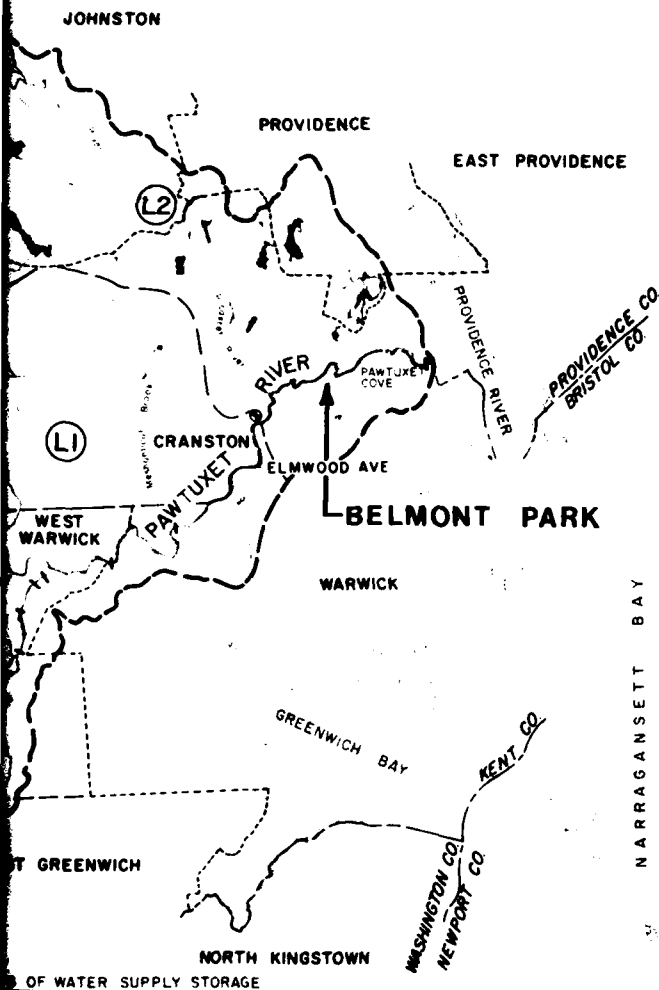 JOHNSTON
PROVIDENCE
EAST PROVIDENCE
L2
PROVIDENCE RIVER
PROVIDENCE CO.
BRISTOL CO.
RIVER
PAWTUXET
COVE
L1
CRANSTON
PAWTUXET
ELMWOOD AVE
BELMONT PARK
WEST
WARWICK
WARWICK
NARRAGANSETT BAY
GREENWICH BAY
KENT CO.
T GREENWICH
WASHINGTON CO.
NEWPORT CO.
NORTH KINGSTOWN
OF WATER SUPPLY STORAGE